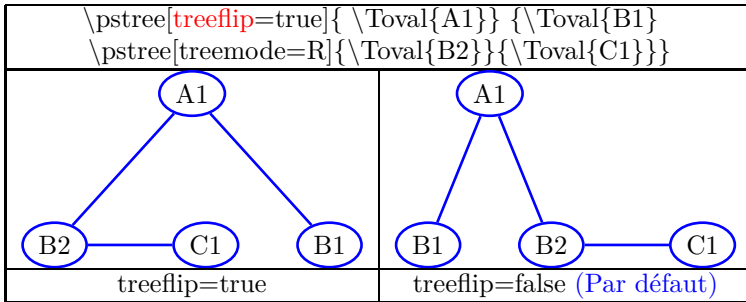 \pstree[treeflip=true]{ \Toval{A1}} {\Toval{B1}
\pstree[treemode=R]{\Toval{B2}}{\Toval{C1}}}
A1
B2 C1 B1
treeflip=true
A1
B1 B2 C1
treeflip=false (Par défaut)